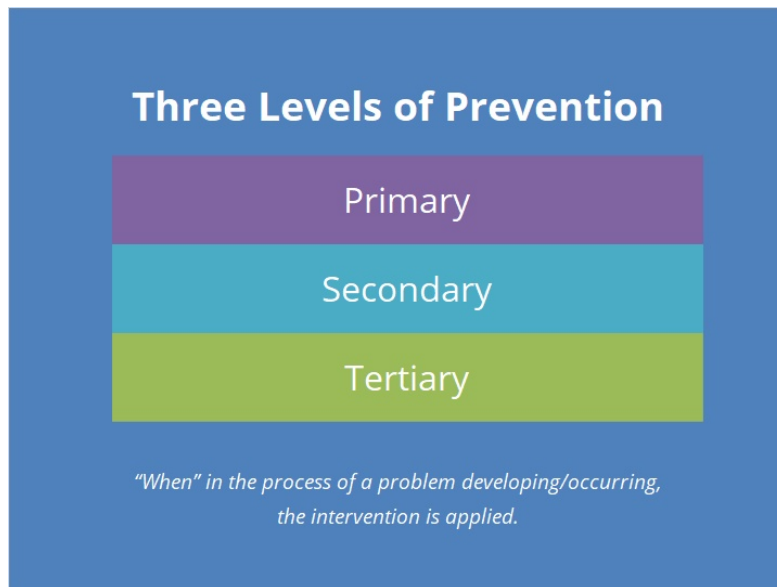 Three Levels of Prevention
Primary
Secondary
Tertiary
“When” in the process of a problem developing/occurring,
the intervention is applied.